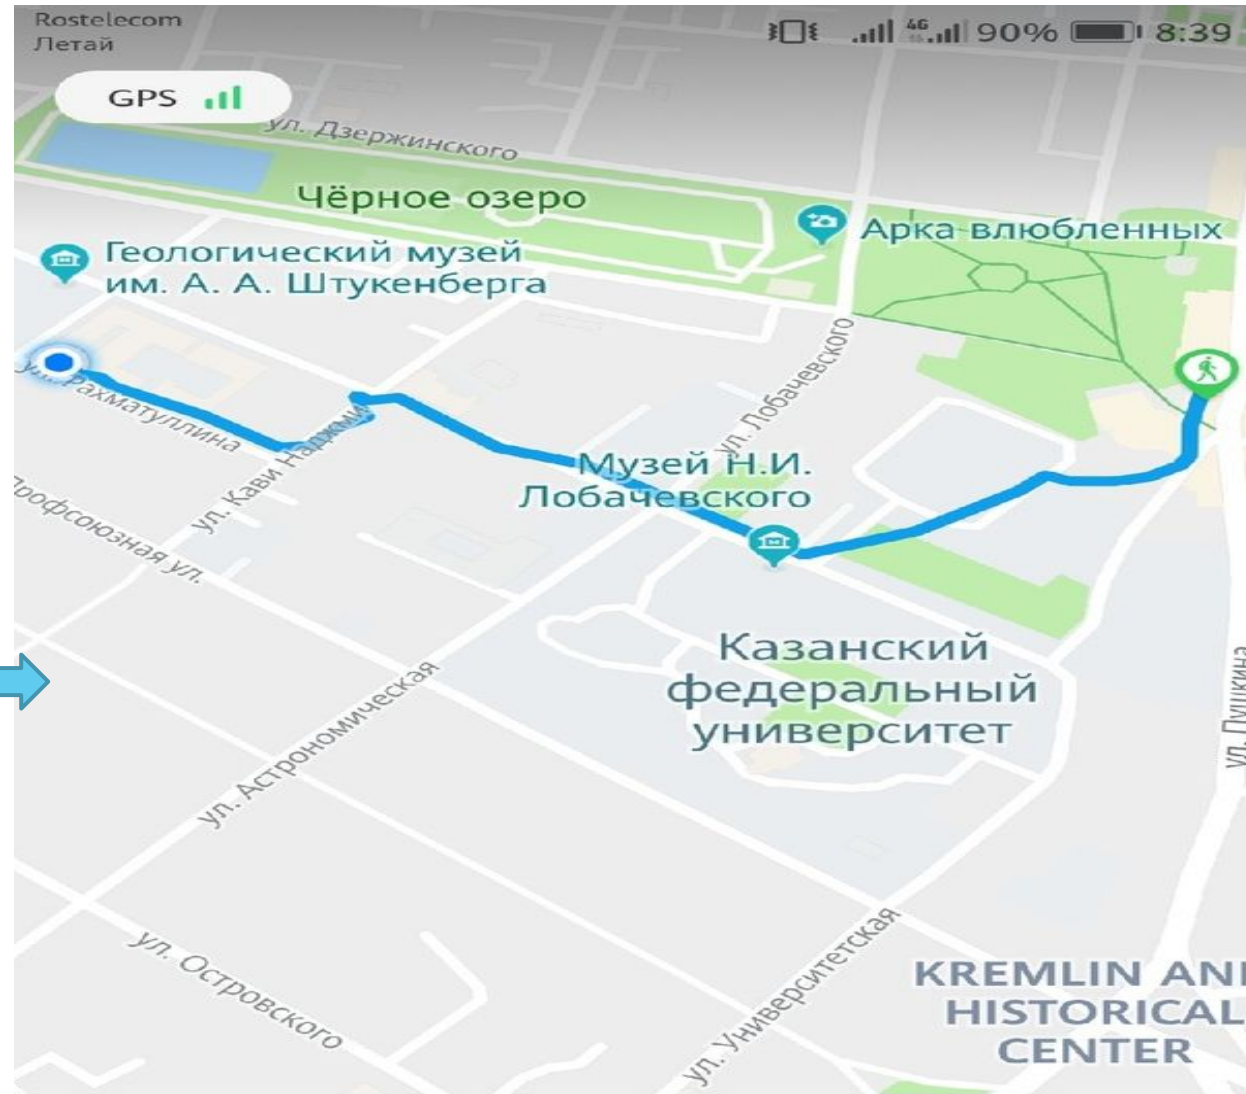 Rostelecom
Летай
4G
90%
8:39
GPS
ул. Дзержинского
Чёрное озеро
Арка влюбленных
Геологический музей
им. А. А. Штукенберга
ул. Рахматуллина
ул. Лобачевского
ул. Кави Наджми
Музей Н.И.
Лобачевского
Профсоюзная ул.
Казанский
федеральный
университет
ул. Пушкина
ул. Астрономическая
ул. Островского
ул. Университетская
KREMLIN AND
HISTORICAL
CENTER